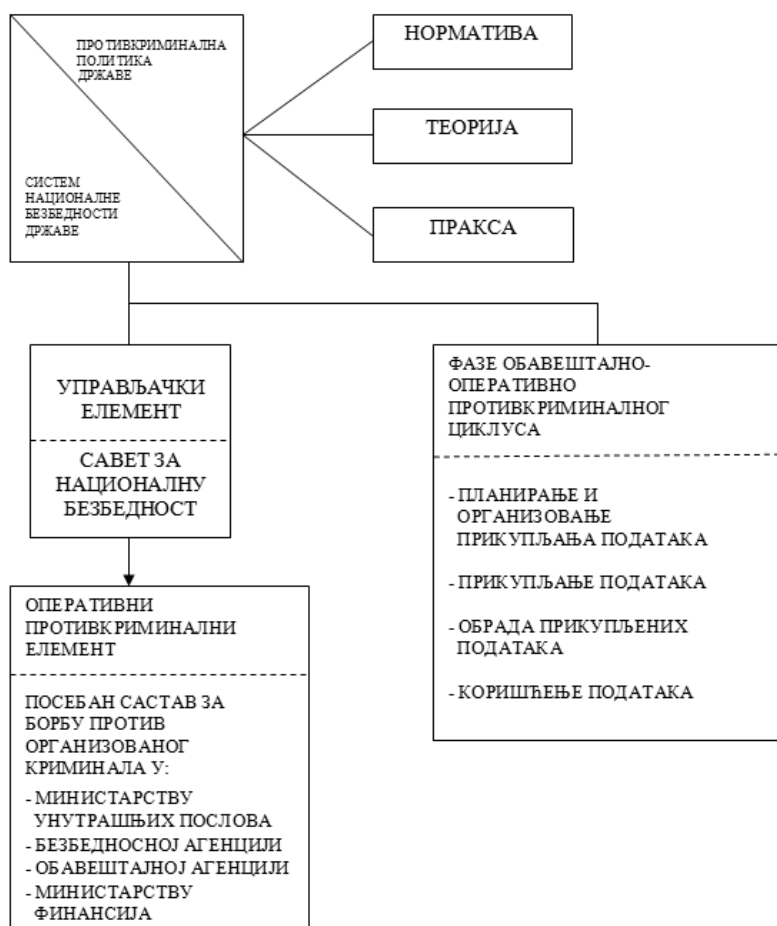 ПРОТИВКРИМИНАЛНА
ПОЛИТИКА
ДРЖАВЕ
СИСТЕМ
НАЦИОНАЛНЕ
БЕЗБЕДНОСТИ
ДРЖАВЕ
НОРМАТИВА
ТЕОРИЈА
ПРАКСА
УПРАВЉАЧКИ
ЕЛЕМЕНТ
САВЕТ ЗА
НАЦИОНАЛНУ
БЕЗБЕДНОСТ
ОПЕРАТИВНИ
ПРОТИВКРИМИНАЛНИ
ЕЛЕМЕНТ
ПОСЕБАН САСТАВ ЗА
БОРБУ ПРОТИВ
ОРГАНИЗОВАНОГ
КРИМИНАЛА У:
- МИНИСТАРСТВУ
УНУТРАШЊИХ ПОСЛОВА
- БЕЗБЕДНОСНОЈ АГЕНЦИЈИ
- ОБАВЕШТАЈНОЈ АГЕНЦИЈИ
- МИНИСТАРСТВУ
ФИНАНСИЈА
ФАЗЕ ОБАВЕШТАЈНО-
ОПЕРАТИВНО
ПРОТИВКРИМИНАЛНОГ
ЦИКЛУСА
- ПЛАНИРАЊЕ И
ОРГАНИЗОВАЊЕ
ПРИКУПЉАЊА ПОДАТАКА
- ПРИКУПЉАЊЕ ПОДАТАКА
- ОБРАДА ПРИКУПЉЕНИХ
ПОДАТАКА
- КОРИШЋЕЊЕ ПОДАТАКА